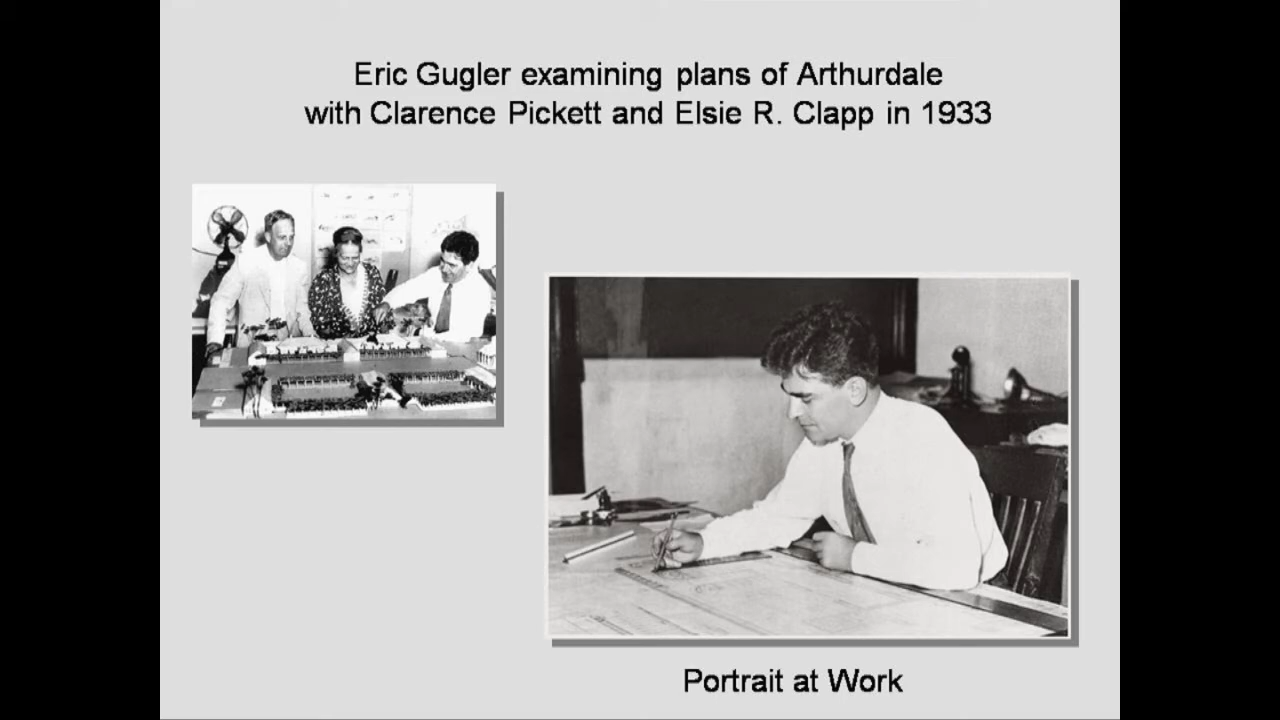 Eric Gugler examining plans of Arthurdale
with Clarence Pickett and Elsie R. Clapp in 1933
Portrait at Work